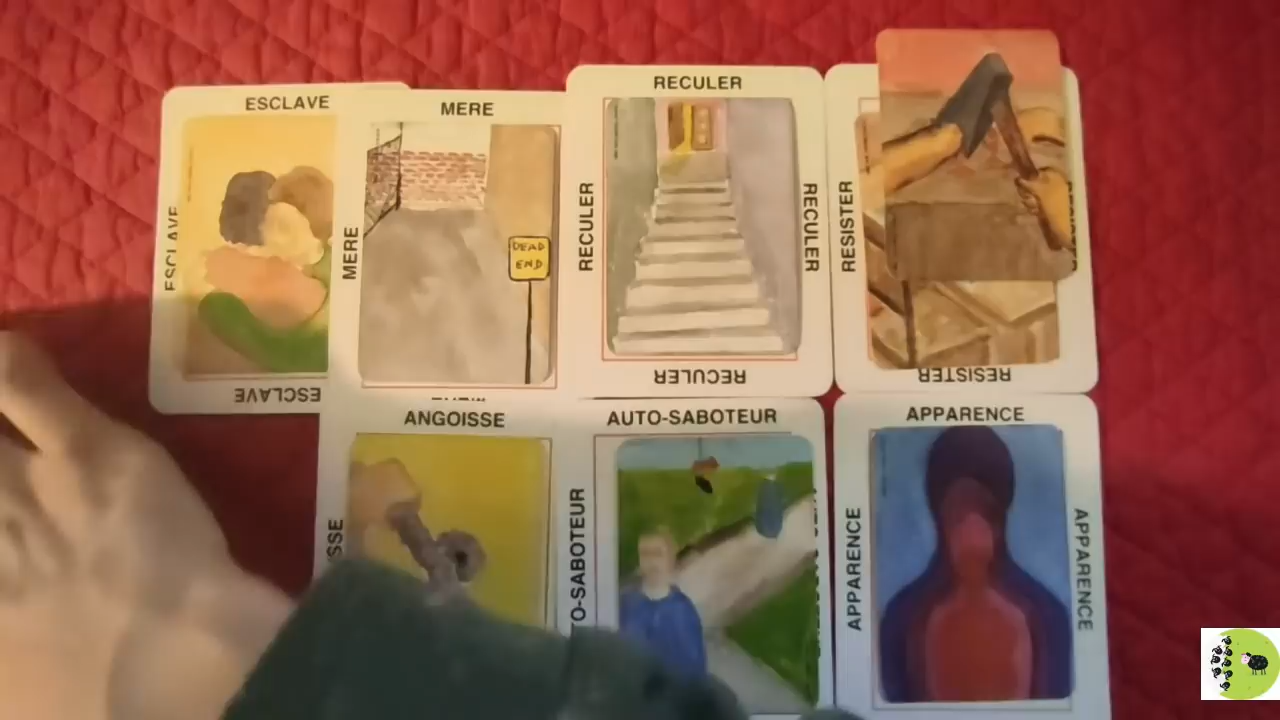 ESCLAVE
ESCLAVE
ESCLAVE
MERE
MERE
DEAD
END
RECULER
RECULER
RECULER
RECULER
RESISTER
RESISTER
ANGOISSE
AUTO-SABOTEUR
APPARENCE
APPARENCE
APPARENCE